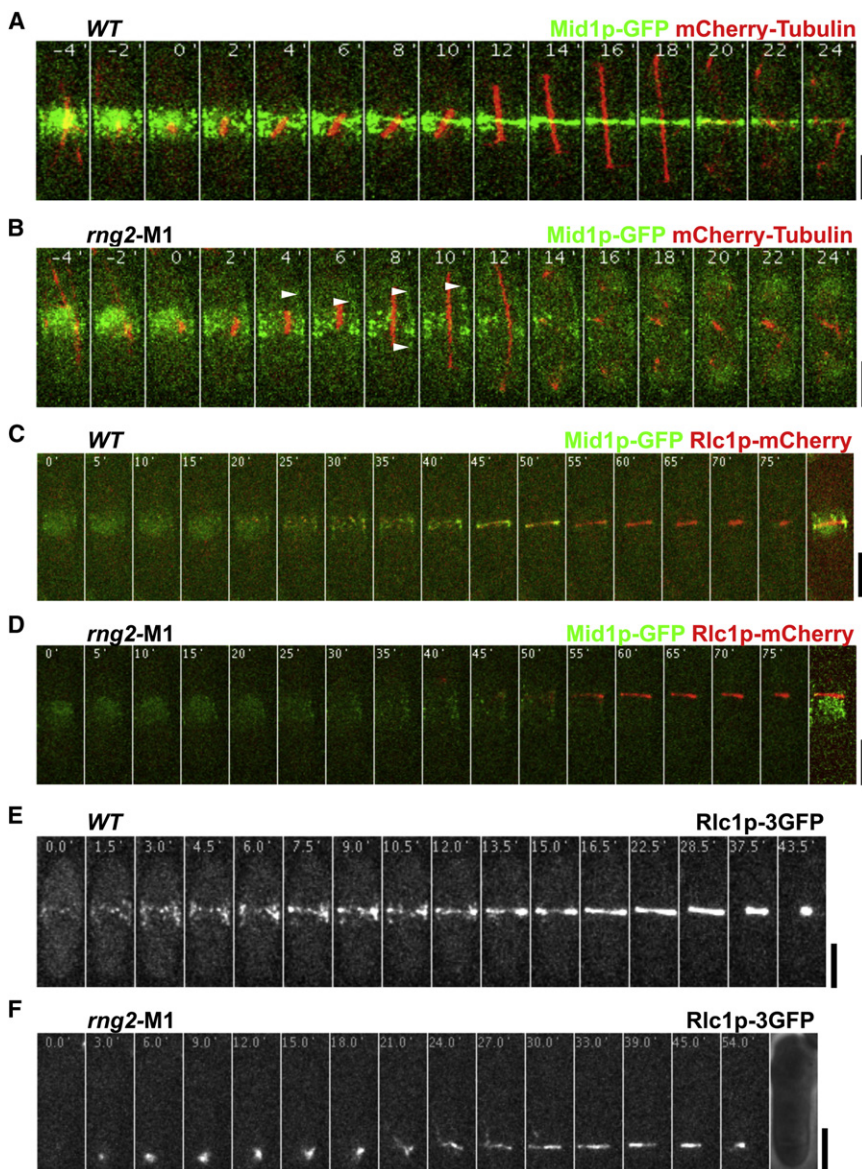 A WT Mid1p-GFP mCherry-Tubulin
-4' -2' 0' 2' 4' 6' 8' 10' 12' 14' 16' 18' 20' 22' 24'
B rng2-M1 Mid1p-GFP mCherry-Tubulin
-4' -2' 0' 2' 4' 6' 8' 10' 12' 14' 16' 18' 20' 22' 24'
C WT Mid1p-GFP Rlc1p-mCherry
0' 5' 10' 15' 20' 25' 30' 35' 40' 45' 50' 55' 60' 65' 70' 75'
D rng2-M1 Mid1p-GFP Rlc1p-mCherry
0' 5' 10' 15' 20' 25' 30' 35' 40' 45' 50' 55' 60' 65' 70' 75'
E WT Rlc1p-3GFP
0.0' 1.5' 3.0' 4.5' 6.0' 7.5' 9.0' 10.5' 12.0' 13.5' 15.0' 16.5' 22.5' 28.5' 37.5' 43.5'
F rng2-M1 Rlc1p-3GFP
0.0' 3.0' 6.0' 9.0' 12.0' 15.0' 18.0' 21.0' 24.0' 27.0' 30.0' 33.0' 39.0' 45.0' 54.0'